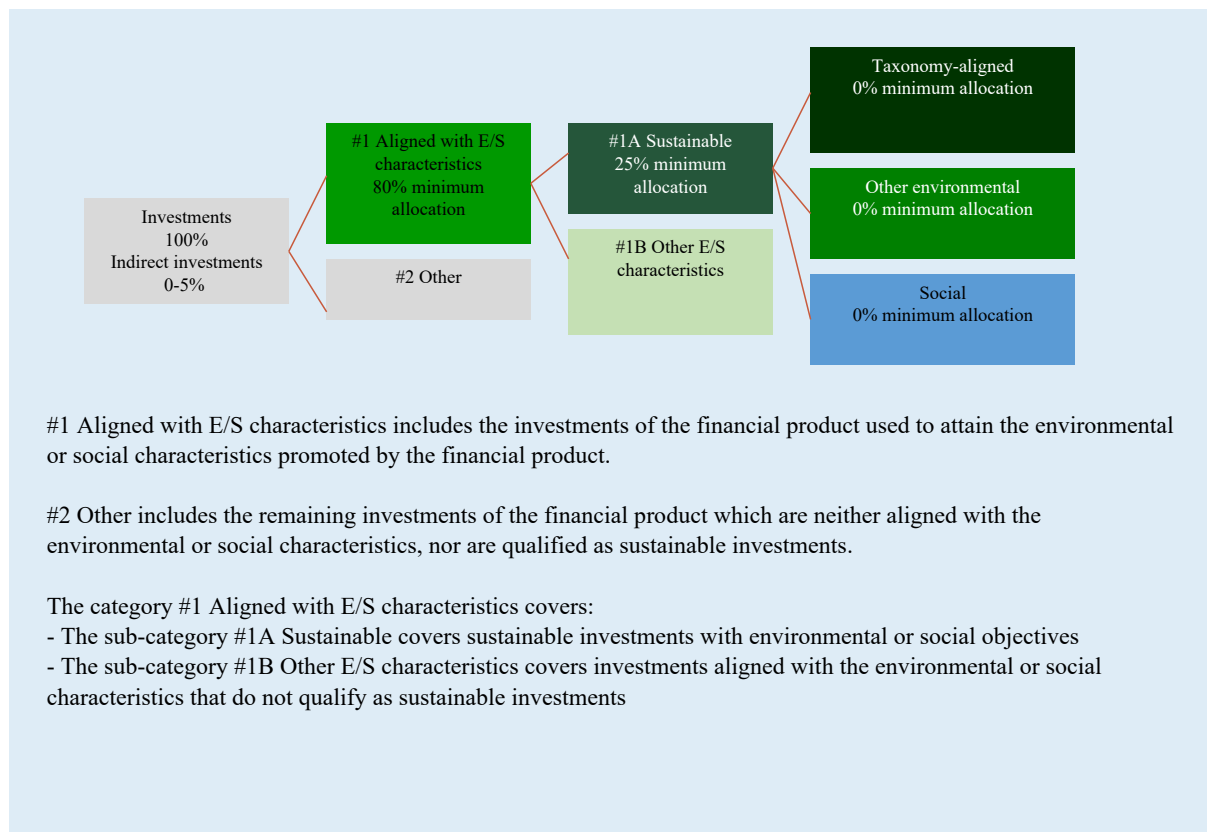 Investments
100%
Indirect investments
0-5%
#1 Aligned with E/S
characteristics
80% minimum
allocation
#2 Other
#1A Sustainable
25% minimum
allocation
#1B Other E/S
characteristics
Taxonomy-aligned
0% minimum allocation
Other environmental
0% minimum allocation
Social
0% minimum allocation
#1 Aligned with E/S characteristics includes the investments of the financial product used to attain the environmental
or social characteristics promoted by the financial product.
#2 Other includes the remaining investments of the financial product which are neither aligned with the
environmental or social characteristics, nor are qualified as sustainable investments.
The category #1 Aligned with E/S characteristics covers:
- The sub-category #1A Sustainable covers sustainable investments with environmental or social objectives
- The sub-category #1B Other E/S characteristics covers investments aligned with the environmental or social
characteristics that do not qualify as sustainable investments